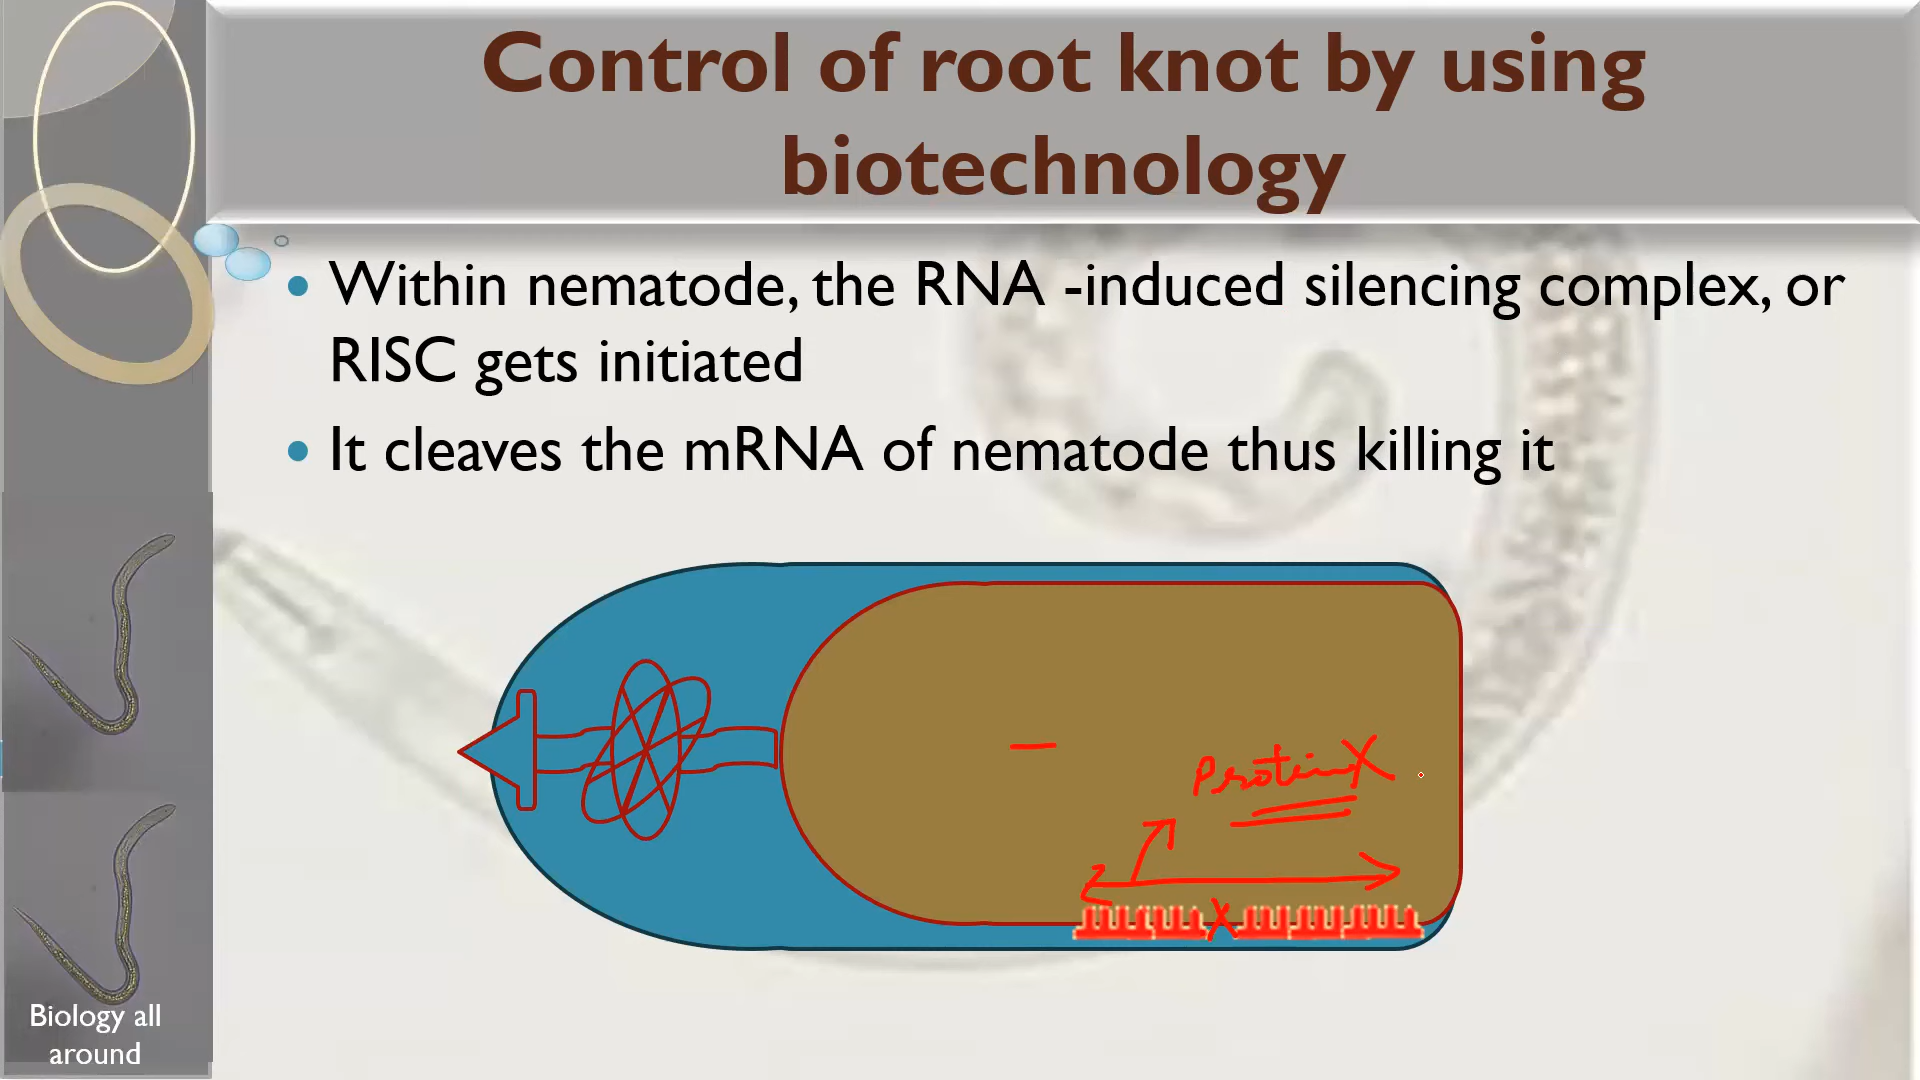 Control of root knot by using
biotechnology
• Within nematode, the RNA -induced silencing complex, or
RISC gets initiated
• It cleaves the mRNA of nematode thus killing it
Protein X
X
Biology all
around